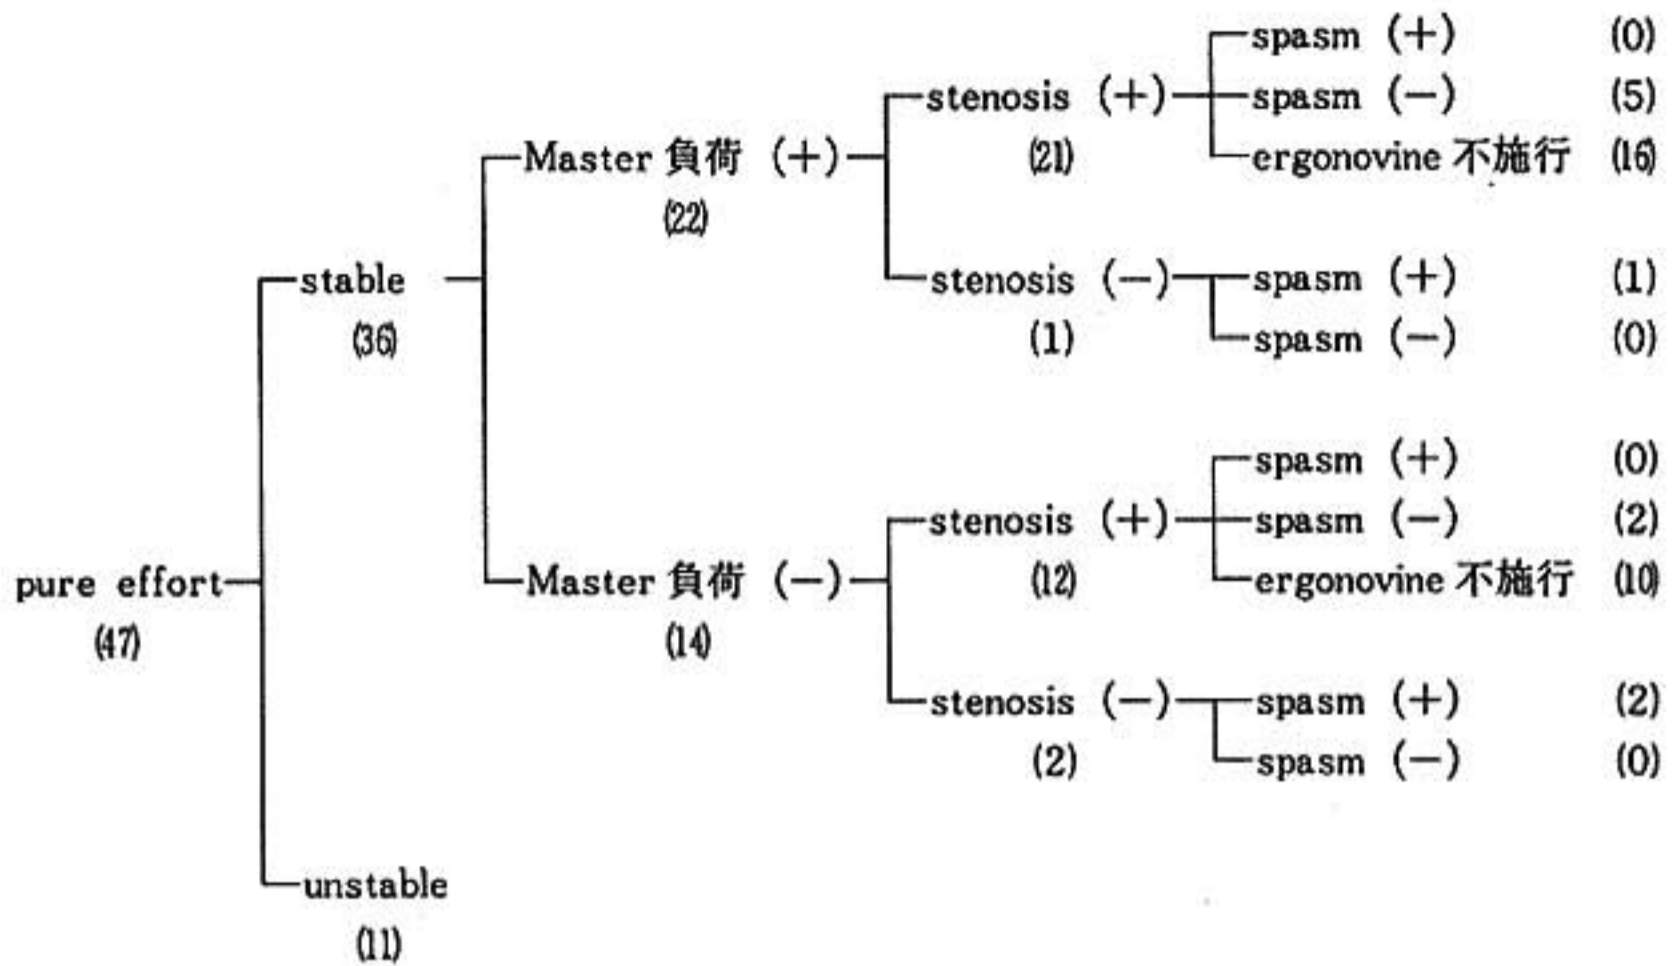 spasm (+) (0)
stenosis (+) spasm (-) (5)
Master 負荷 (+) (21) ergonovine 不施行 (16)
(22)
stable stenosis (-) spasm (+) (1)
(36) (1) spasm (-) (0)
spasm (+) (0)
stenosis (+) spasm (-) (2)
pure effort Master 負荷 (-) (12) ergonovine 不施行 (10)
(47) (14)
stenosis (-) spasm (+) (2)
(2) spasm (-) (0)
unstable
(11)